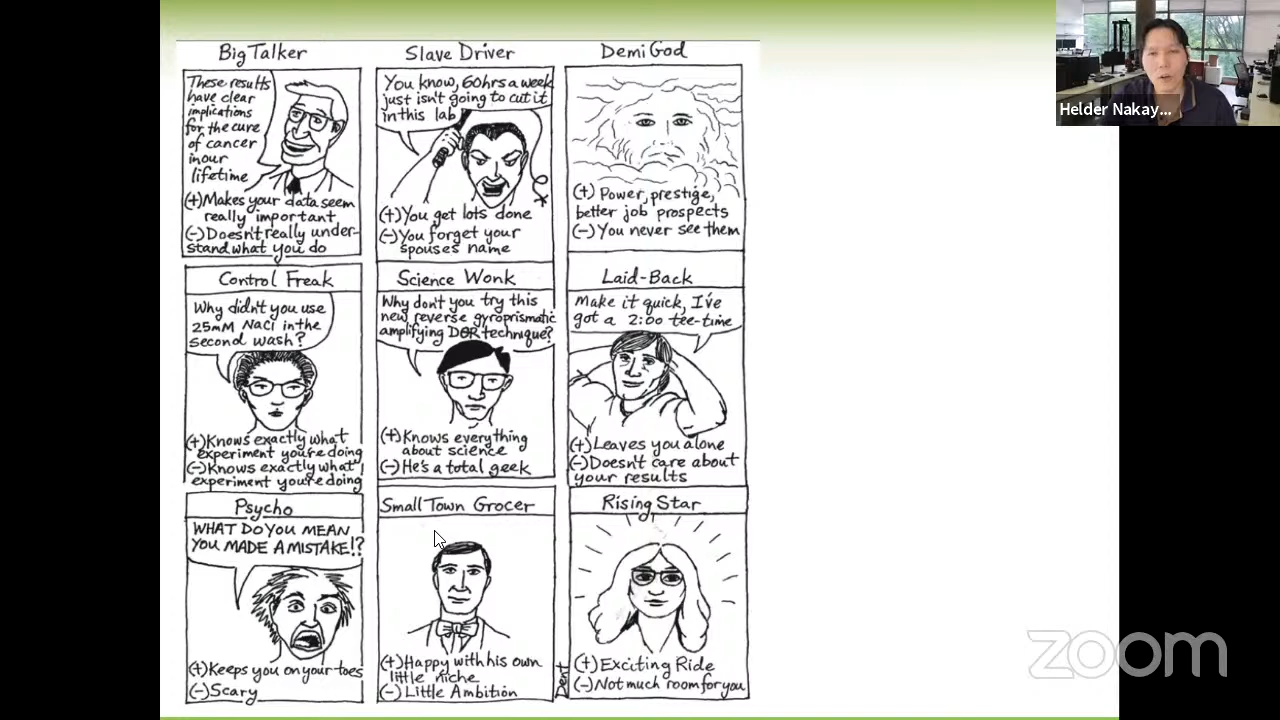 Big Talker
These results
have clear
implications
for the cure
of cancer
in our
lifetime
(+) Makes your data seem
really important
(-) Doesn't really under-
stand what you do
Slave Driver
You know, 60hrs a week
just isn't going to cut it
in this lab
(+) You get lots done
(-) You forget your
spouses name
Demi God
(+) Power, prestige,
better job prospects
(-) You never see them
Control Freak
Why didn't you use
25mM NaCl in the
second wash?
(+) Knows exactly what
experiment you're doing
(-) Knows exactly what
experiment you're doing
Science Wonk
Why don't you try this
new reverse gyroprismatic
amplifying DOR technique?
(+) Knows everything
about science
(-) He's a total geek
Laid-Back
Make it quick, I've
got a 2:00 tee-time
(+) Leaves you alone
(-) Doesn't care about
your results
Psycho
WHAT DO YOU MEAN
YOU MADE A MISTAKE!?
(+) Keeps you on your toes
(-) Scary
Small Town Grocer
(+) Happy with his own
little niche
(-) Little Ambition
Rising Star
(+) Exciting Ride
(-) Not much room for you
Dent
Helder Nakay...
zoom